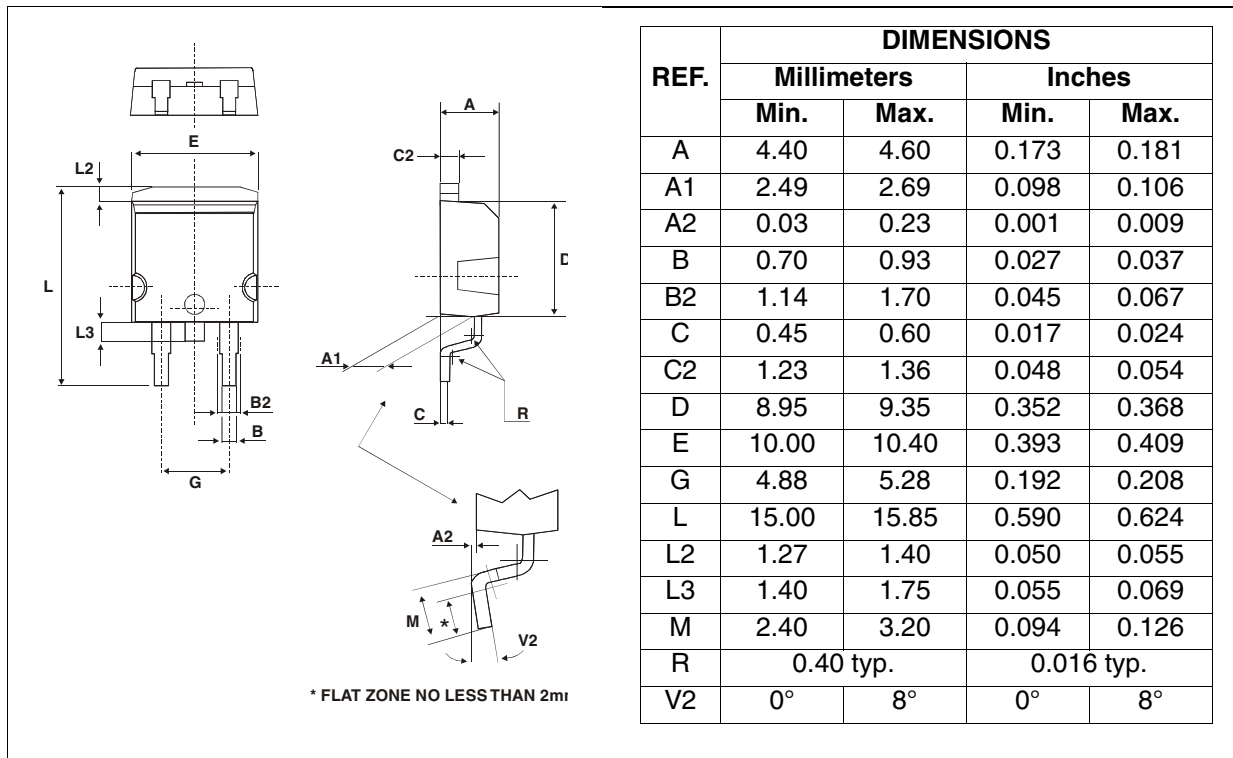 E
L2
L
L3
B2
B
G
A
C2
D
A1
C
R
A2
M
*
V2
* FLAT ZONE NO LESS THAN 2mm
REF. DIMENSIONS
Millimeters Inches
Min. Max. Min. Max.
A 4.40 4.60 0.173 0.181
A1 2.49 2.69 0.098 0.106
A2 0.03 0.23 0.001 0.009
B 0.70 0.93 0.027 0.037
B2 1.14 1.70 0.045 0.067
C 0.45 0.60 0.017 0.024
C2 1.23 1.36 0.048 0.054
D 8.95 9.35 0.352 0.368
E 10.00 10.40 0.393 0.409
G 4.88 5.28 0.192 0.208
L 15.00 15.85 0.590 0.624
L2 1.27 1.40 0.050 0.055
L3 1.40 1.75 0.055 0.069
M 2.40 3.20 0.094 0.126
R 0.40 typ. 0.016 typ.
V2 0° 8° 0° 8°